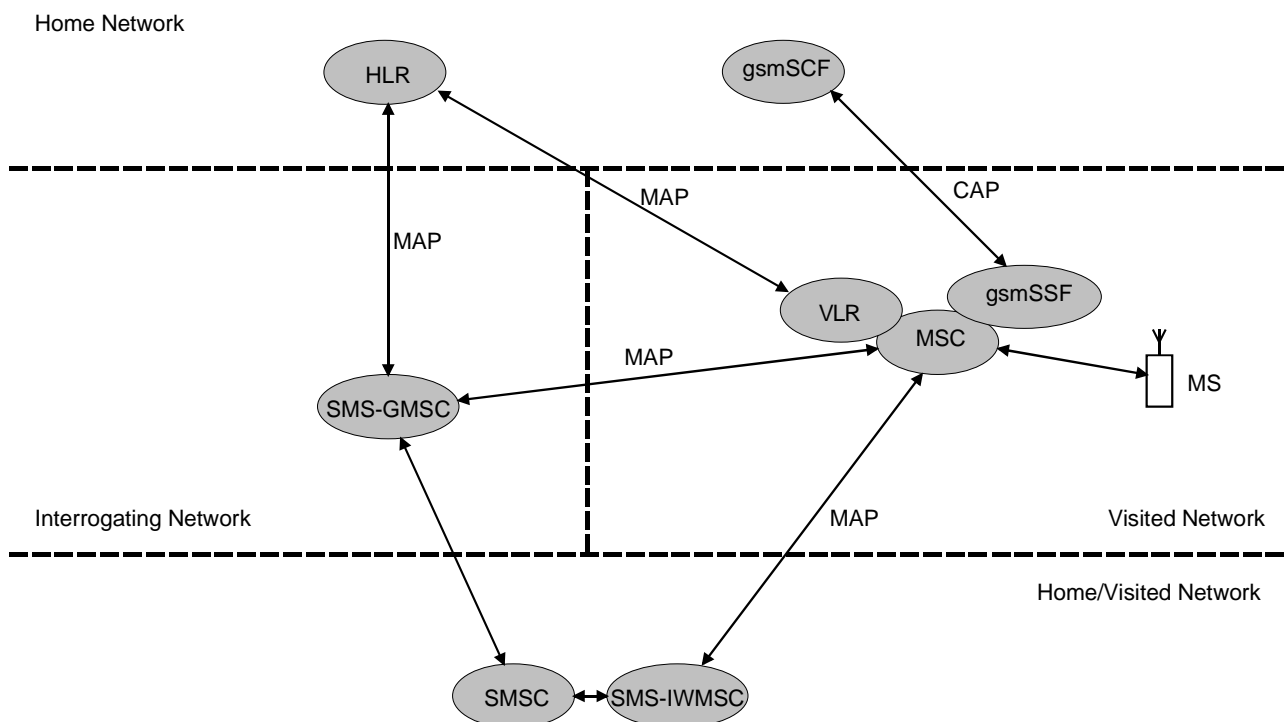 Home Network
HLR
gsmSCF
MAP
CAP
MAP
gsmSSF
VLR
MSC
MAP
MS
SMS-GMSC
Interrogating Network
MAP
Visited Network
Home/Visited Network
SMSC
SMS-IWMSC